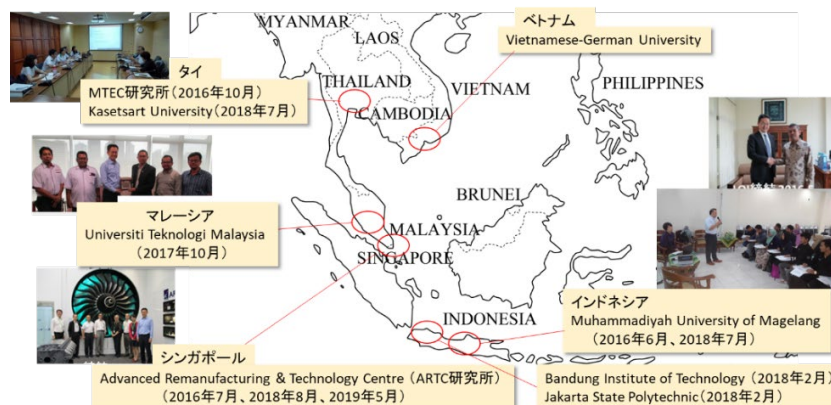 MYANMAR
LAOS
THAILAND
CAMBODIA
VIETNAM
PHILIPPINES
BRUNEI
MALAYSIA
SINGAPORE
INDONESIA
ベトナム
Vietnamese-German University
タイ
MTEC研究所(2016年10月)
Kasetsart University(2018年7月)
マレーシア
Universiti Teknologi Malaysia
(2017年10月)
シンガポール
Advanced Remanufacturing & Technology Centre (ARTC研究所)
(2016年7月、2018年8月、2019年5月)
インドネシア
Muhammadiyah University of Magelang
(2016年6月、2018年7月)
Bandung Institute of Technology (2018年2月)
Jakarta State Polytechnic(2018年2月)